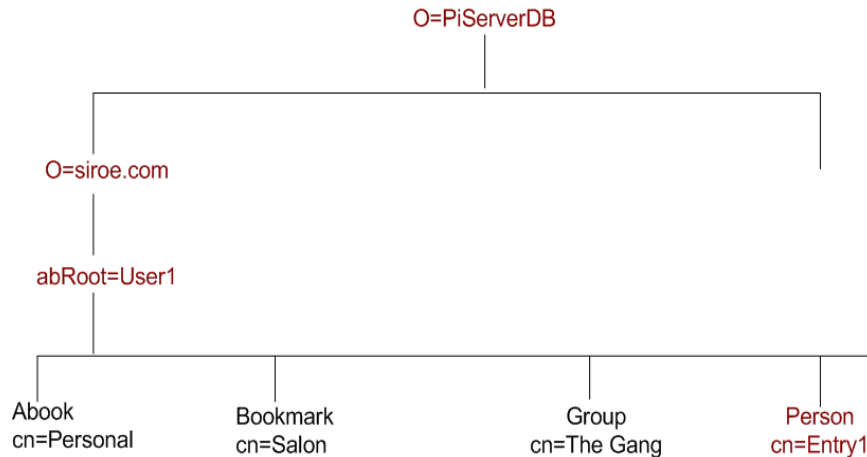 O=PiServerDB
O=siroe.com
abRoot=User1
Abook
cn=Personal
Bookmark
cn=Salon
Group
cn=The Gang
Person
cn=Entry1